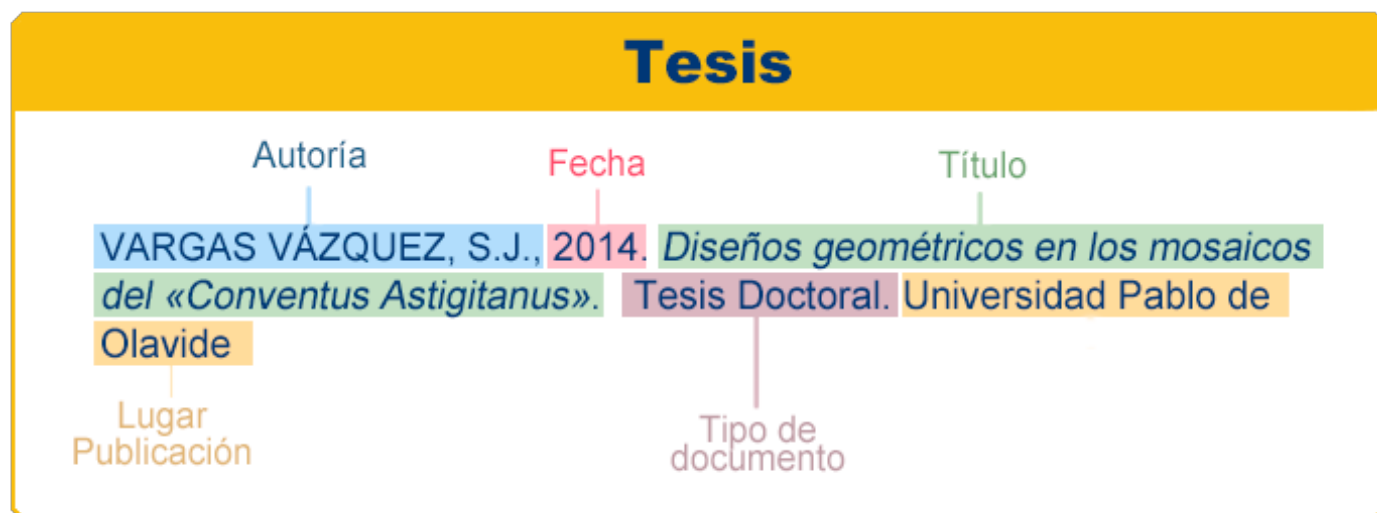 Tesis
Autoría
Fecha
Título
VARGAS VÁZQUEZ, S.J., 2014. Diseños geométricos en los mosaicos
del «Conventus Astigitanus». Tesis Doctoral. Universidad Pablo de
Olavide
Lugar
Publicación
Tipo de
documento